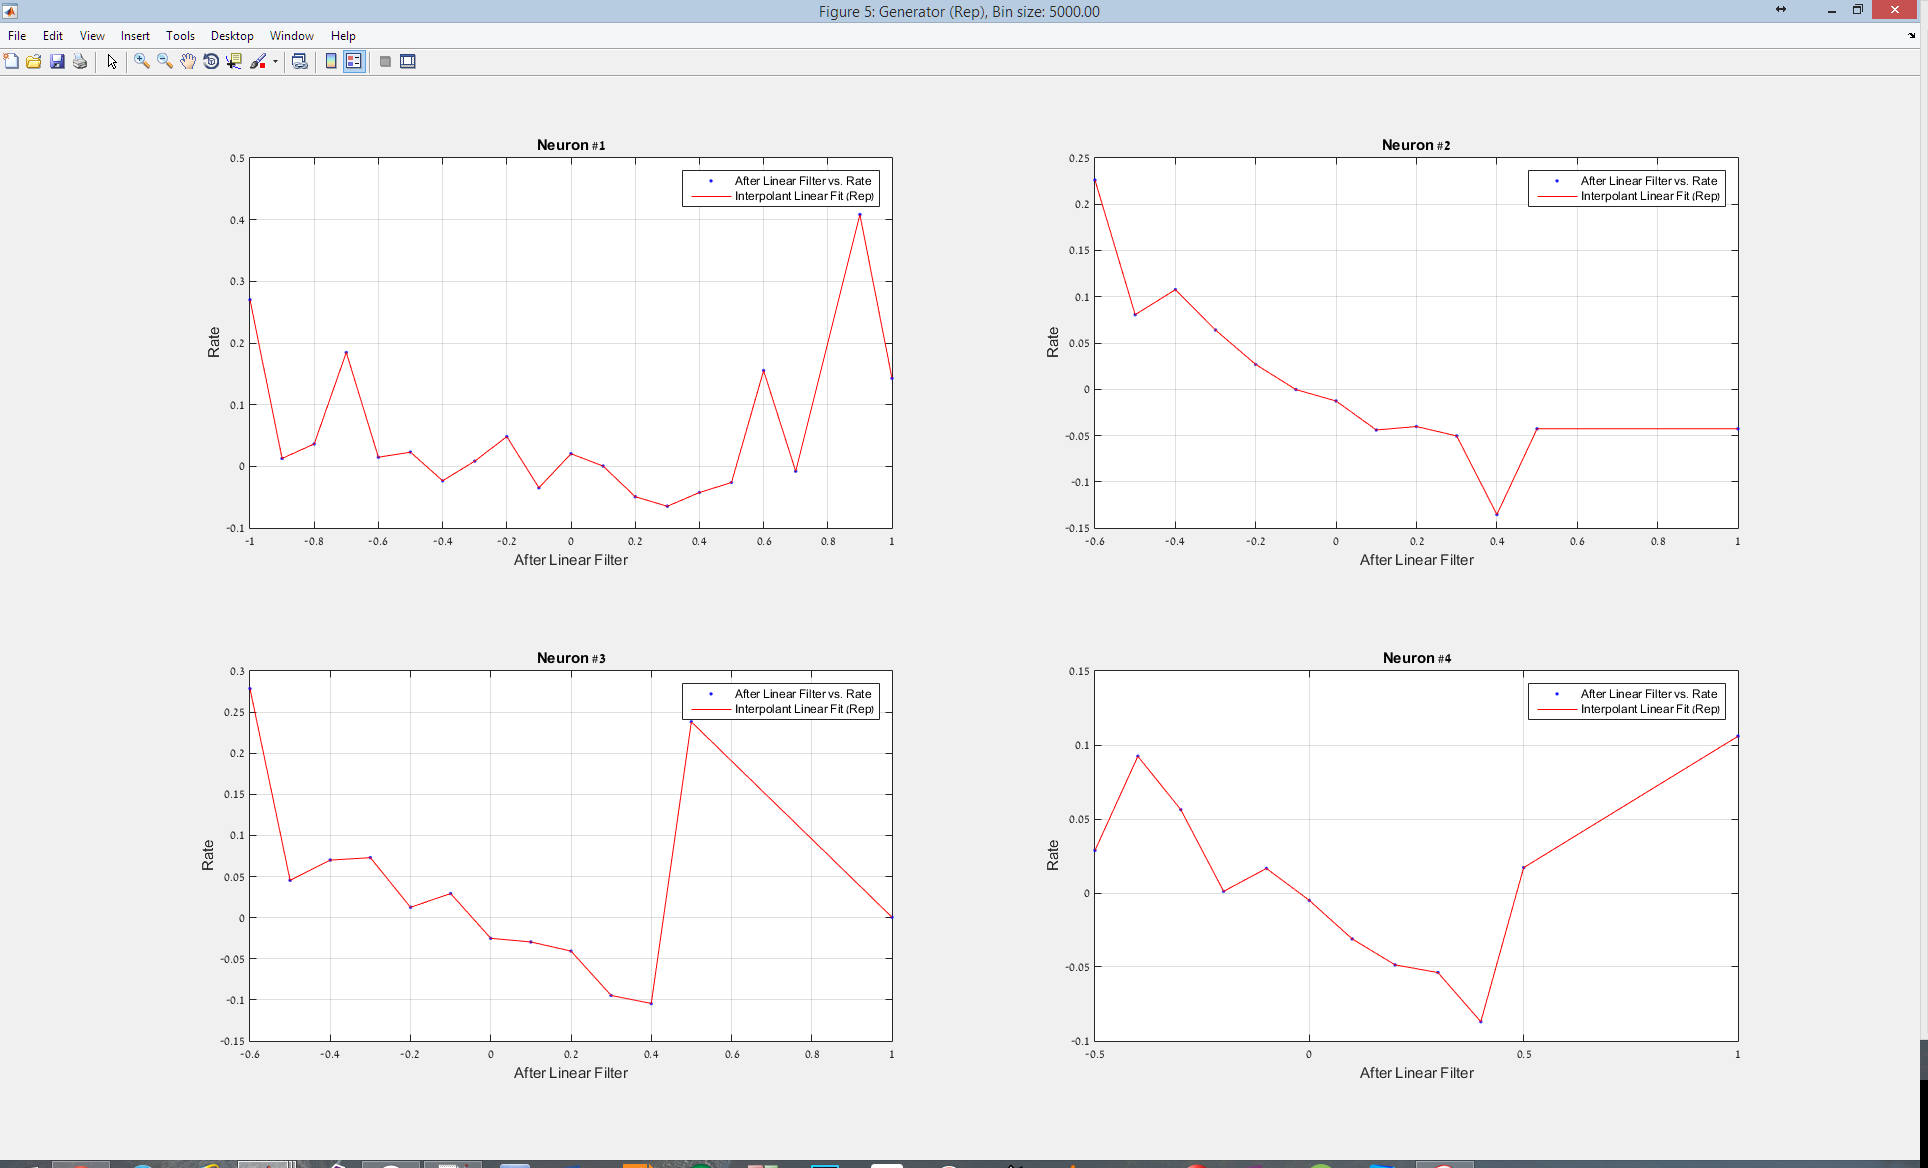 Figure 5: Generator (Rep), Bin size: 5000.00
File Edit View Insert Tools Desktop Window Help
Neuron #1
0.5
0.4
0.3
0.2
0.1
0
-0.1
Rate
After Linear Filter vs. Rate
Interpolant Linear Fit (Rep)
-1 -0.8 -0.6 -0.4 -0.2 0 0.2 0.4 0.6 0.8 1
After Linear Filter
Neuron #2
0.25
0.2
0.15
0.1
0.05
0
-0.05
-0.1
-0.15
Rate
After Linear Filter vs. Rate
Interpolant Linear Fit (Rep)
-0.6 -0.4 -0.2 0 0.2 0.4 0.6 0.8 1
After Linear Filter
Neuron #3
0.3
0.25
0.2
0.15
0.1
0.05
0
-0.05
-0.1
-0.15
Rate
After Linear Filter vs. Rate
Interpolant Linear Fit (Rep)
-0.6 -0.4 -0.2 0 0.2 0.4 0.6 0.8 1
After Linear Filter
Neuron #4
0.15
0.1
0.05
0
-0.05
-0.1
Rate
After Linear Filter vs. Rate
Interpolant Linear Fit (Rep)
-0.5 0 0.5 1
After Linear Filter